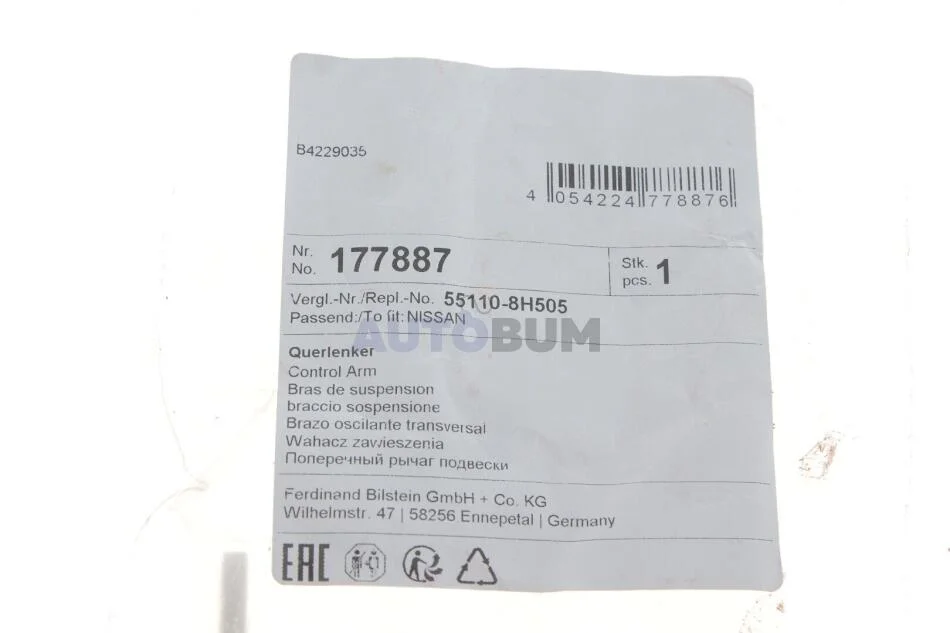 B4229035
4 054224 778876
Nr.
No. 177887
Stk.
pcs. 1
Vergl.-Nr./Repl.-No. 55110-8H505
Passend:/To fit: NISSAN
AUTOBUM
Querlenker
Control Arm
Bras de suspension
braccio sospensione
Brazo oscilante transversal
Wahacz zawieszenia
Поперечный рычаг подвески
Ferdinand Bilstein GmbH + Co. KG
Wilhelmstr. 47 | 58256 Ennepetal | Germany
EAC